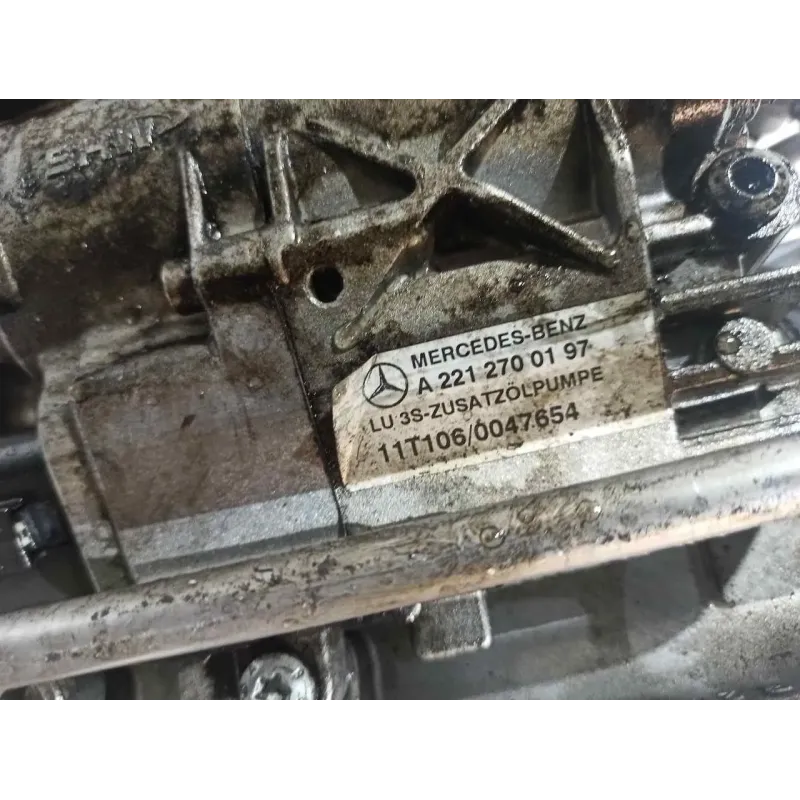 MERCEDES-BENZ
A 221 270 01 97
LU 3S-ZUSATZÖLPUMPE
11T106/0047654